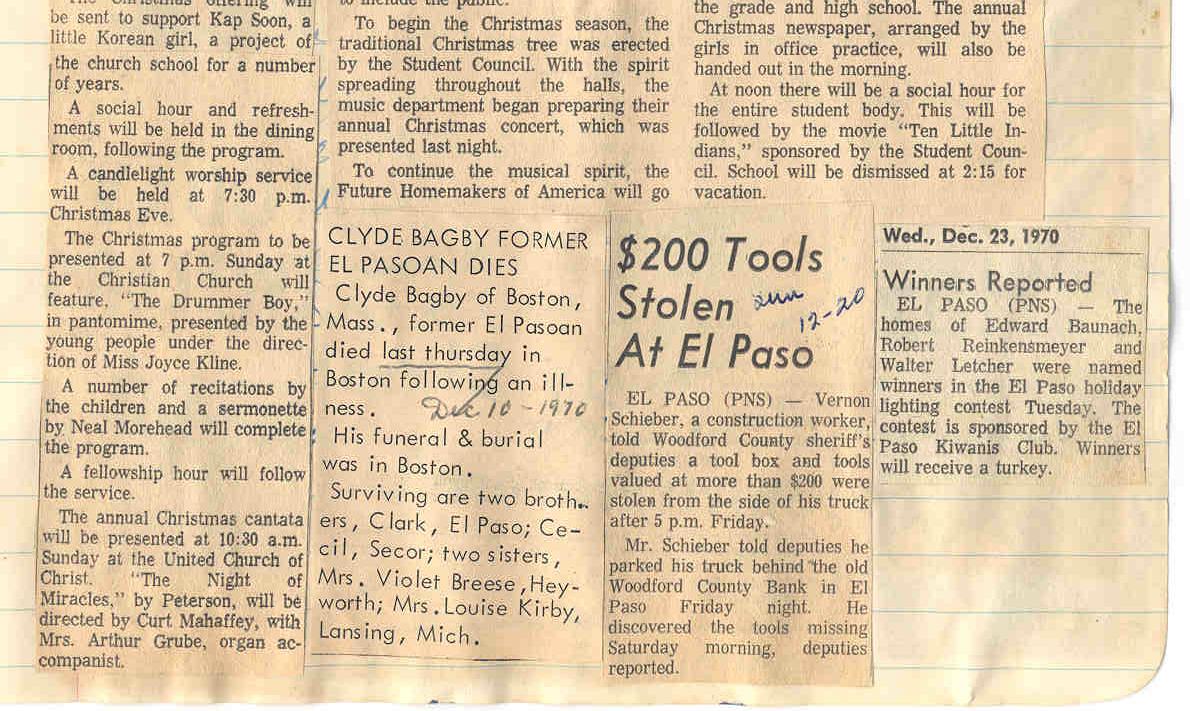 The Christmas offering will
be sent to support Kap Soon, a
little Korean girl, a project of
the church school for a number
of years.
A social hour and refresh-
ments will be held in the dining
room, following the program.
A candlelight worship service
will be held at 7:30 p.m.
Christmas Eve.
The Christmas program to be
presented at 7 p.m. Sunday at
the Christian Church will
feature, "The Drummer Boy,"
in pantomime, presented by the
young people under the direc-
tion of Miss Joyce Kline.
A number of recitations by
the children and a sermonette
by Neal Morehead will complete
the program.
A fellowship hour will follow
the service.
The annual Christmas cantata
will be presented at 10:30 a.m.
Sunday at the United Church of
Christ. "The Night of
Miracles," by Peterson, will be
directed by Curt Mahaffey, with
Mrs. Arthur Grube, organ ac-
companist.
to include the public.
To begin the Christmas season, the
traditional Christmas tree was erected
by the Student Council. With the spirit
spreading throughout the halls, the
music department began preparing their
annual Christmas concert, which was
presented last night.
To continue the musical spirit, the
Future Homemakers of America will go
the grade and high school. The annual
Christmas newspaper, arranged by the
girls in office practice, will also be
handed out in the morning.
At noon there will be a social hour for
the entire student body. This will be
followed by the movie "Ten Little In-
dians," sponsored by the Student Coun-
cil. School will be dismissed at 2:15 for
vacation.
CLYDE BAGBY FORMER
EL PASOAN DIES
Clyde Bagby of Boston,
Mass., former El Pasoan
died last thursday in
Boston following an ill-
ness. Dec 10-1970
His funeral & burial
was in Boston.
Surviving are two broth-
ers, Clark, El Paso; Ce-
cil, Secor; two sisters,
Mrs. Violet Breese, Hey-
worth; Mrs. Louise Kirby,
Lansing, Mich.
$200 Tools
Stolen Sun
12-20
At El Paso
EL PASO (PNS) — Vernon
Schieber, a construction worker,
told Woodford County sheriff's
deputies a tool box and tools
valued at more than $200 were
stolen from the side of his truck
after 5 p.m. Friday.
Mr. Schieber told deputies he
parked his truck behind the old
Woodford County Bank in El
Paso Friday night. He
discovered the tools missing
Saturday morning, deputies
reported.
Wed., Dec. 23, 1970
Winners Reported
EL PASO (PNS) — The
homes of Edward Baunach,
Robert Reinkensmeyer and
Walter Letcher were named
winners in the El Paso holiday
lighting contest Tuesday. The
contest is sponsored by the El
Paso Kiwanis Club. Winners
will receive a turkey.